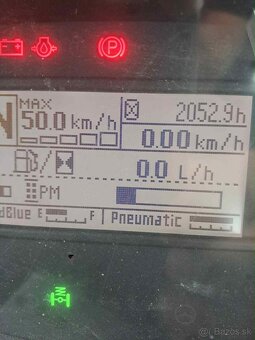 P
MAX 2052.9h
N 50.0 km/h 0.00 km/h
0.0 L/h
PM
dBlue E F Pneumatic
N
© bazos.sk